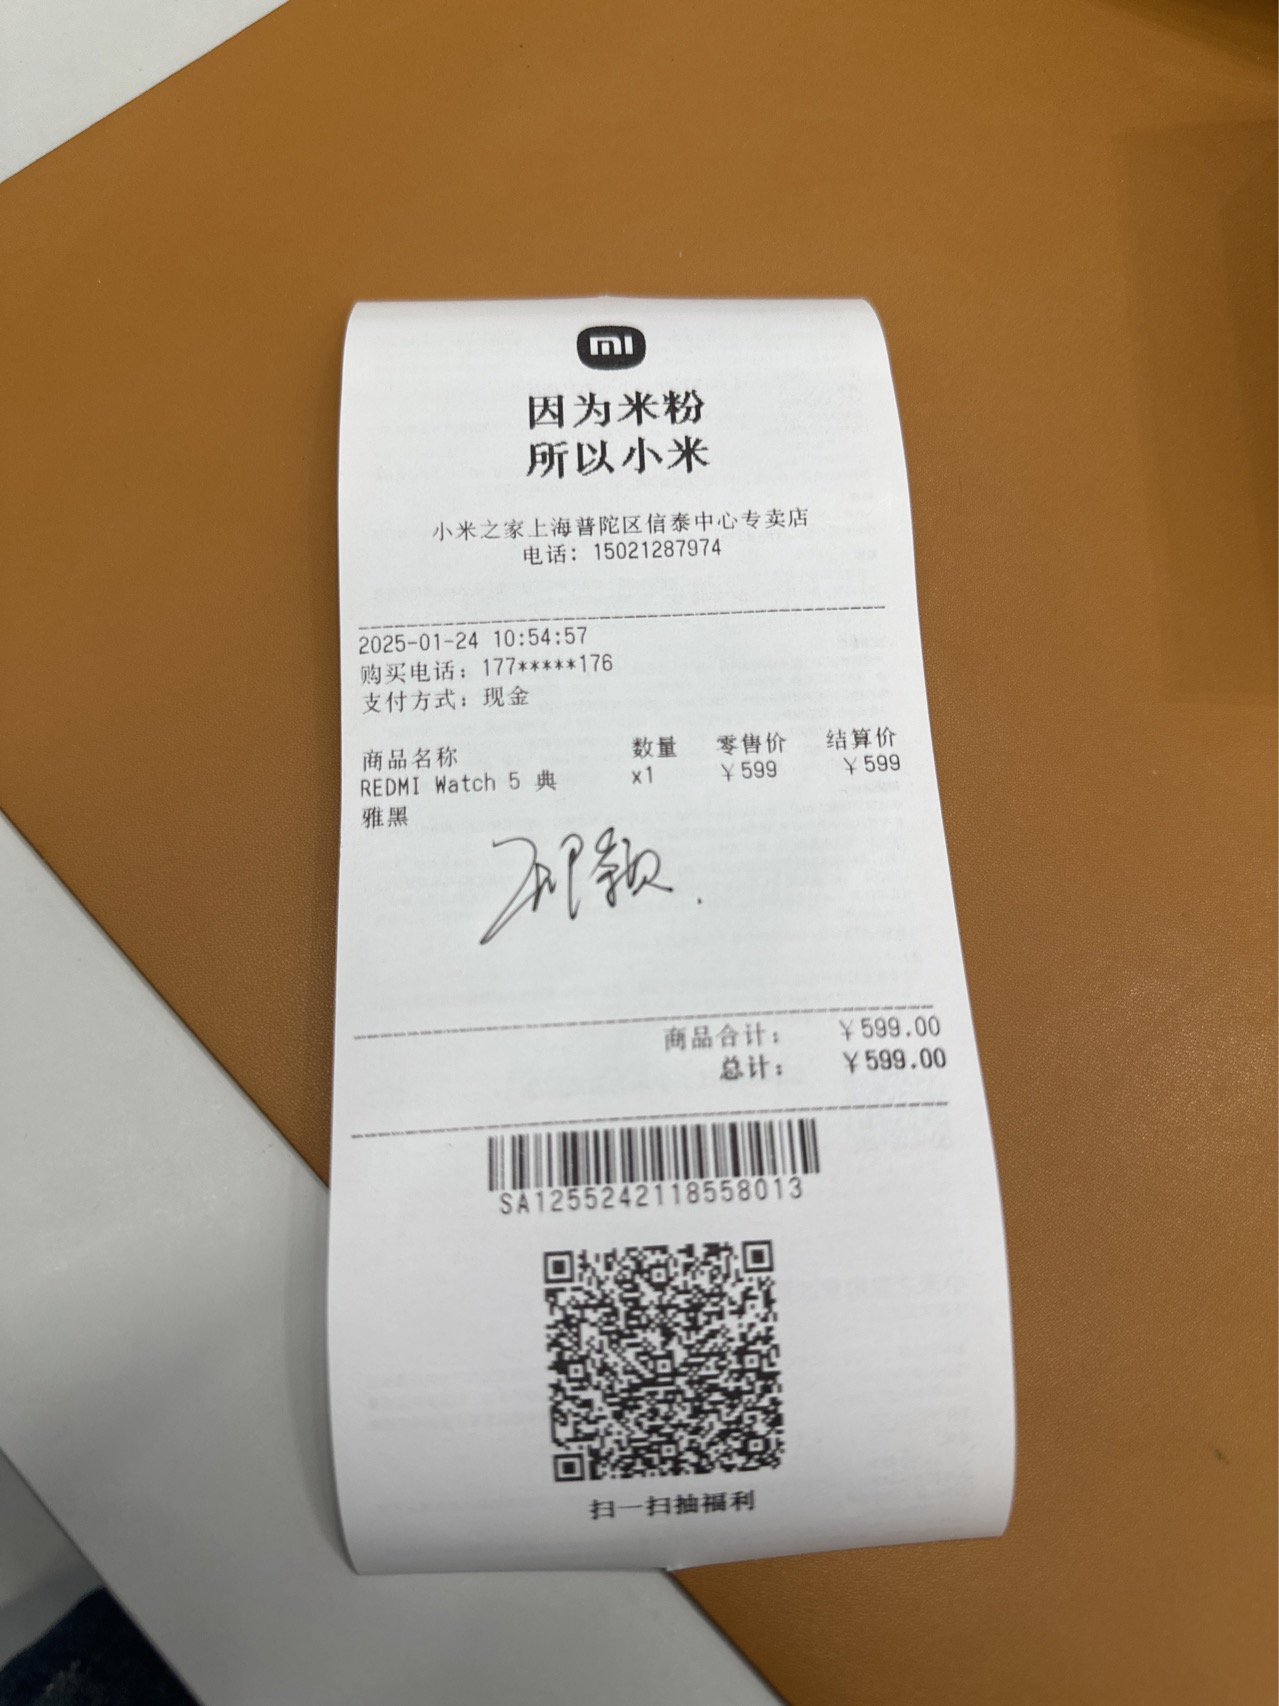 mi
因为米粉
所以小米
小米之家上海普陀区信泰中心专卖店
电话: 15021287974
2025-01-24 10:54:57
购买电话: 177*****176
支付方式: 现金
商品名称 数量 零售价 结算价
REDMI Watch 5 典 x1 ￥599 ￥599
雅黑
商品合计: ￥599.00
总计: ￥599.00
SA1255242118558013
扫一扫抽福利